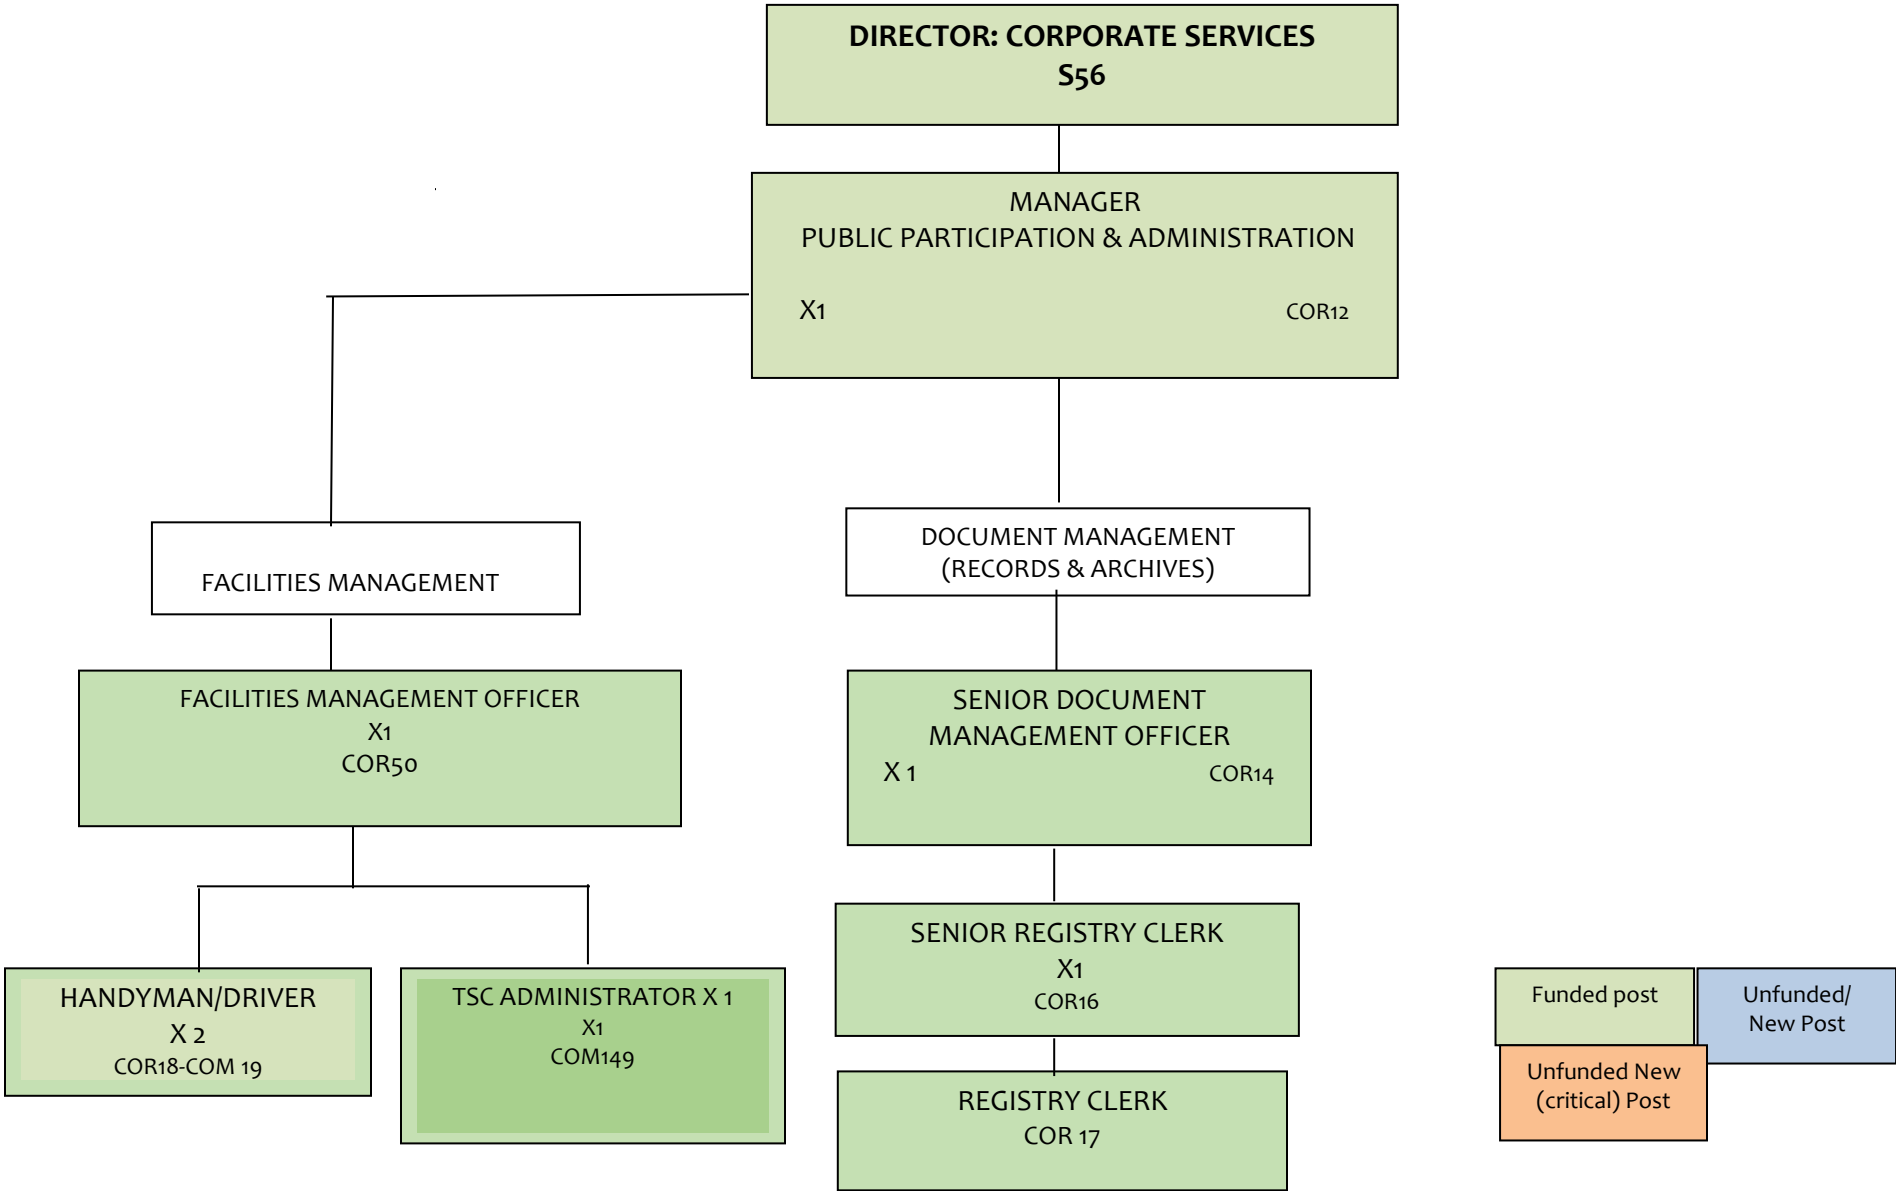 DIRECTOR: CORPORATE SERVICES
S56
MANAGER
PUBLIC PARTICIPATION & ADMINISTRATION
X1 COR12
FACILITIES MANAGEMENT
DOCUMENT MANAGEMENT
(RECORDS & ARCHIVES)
FACILITIES MANAGEMENT OFFICER
X1
COR50
SENIOR DOCUMENT
MANAGEMENT OFFICER
X 1 COR14
HANDYMAN/DRIVER
X 2
COR18-COM 19
TSC ADMINISTRATOR X 1
X1
COM149
SENIOR REGISTRY CLERK
X1
COR16
REGISTRY CLERK
COR 17
Funded post
Unfunded/
New Post
Unfunded New
(critical) Post